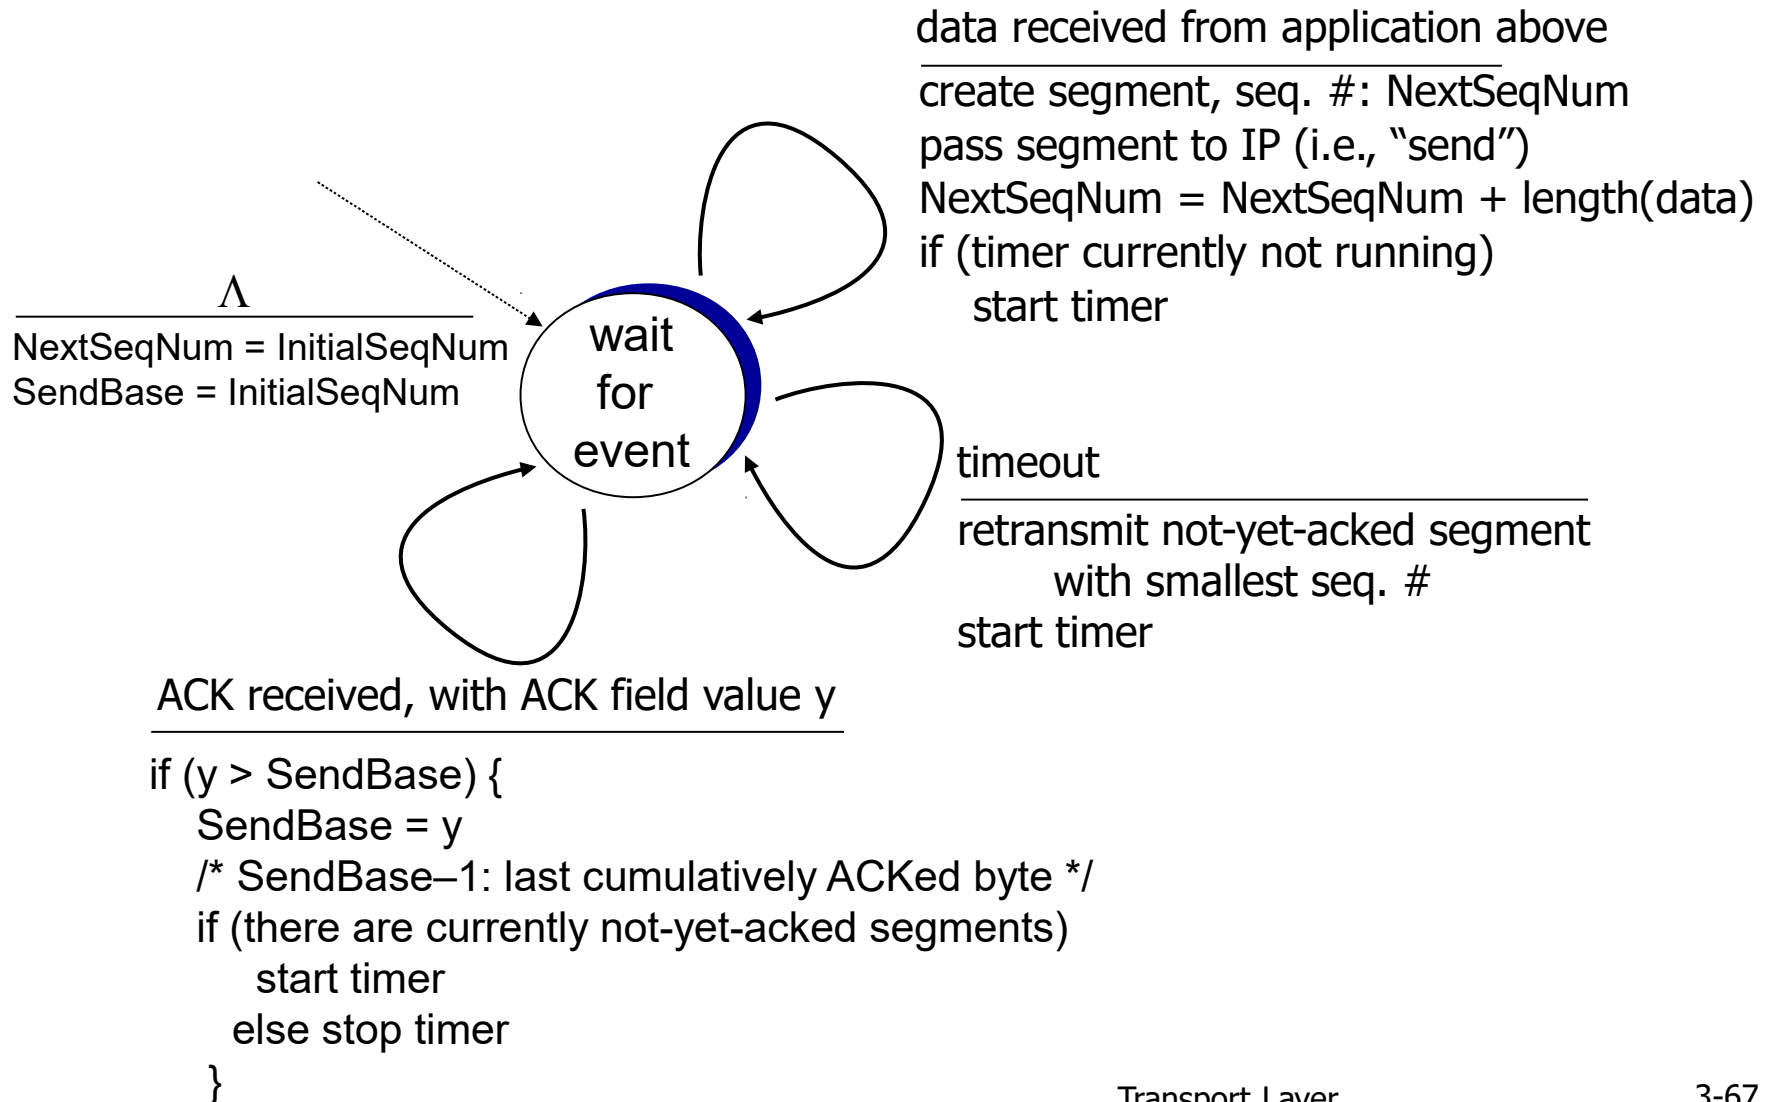 data received from application above
create segment, seq. #: NextSeqNum
pass segment to IP (i.e., “send”)
NextSeqNum = NextSeqNum + length(data)
if (timer currently not running)
start timer
Λ
NextSeqNum = InitialSeqNum
SendBase = InitialSeqNum
wait
for
event
timeout
retransmit not-yet-acked segment
with smallest seq. #
start timer
ACK received, with ACK field value y
if (y > SendBase) {
SendBase = y
/* SendBase–1: last cumulatively ACKed byte */
if (there are currently not-yet-acked segments)
start timer
else stop timer
}
Transport Layer
3-67